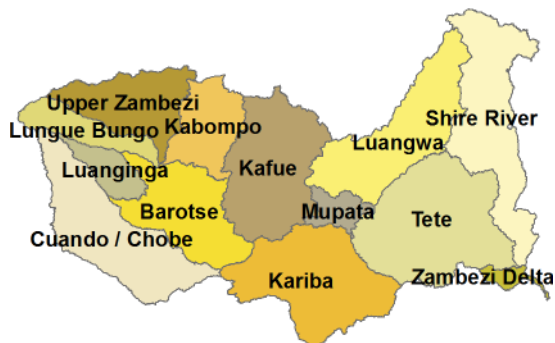 Upper Zambezi
Lungue Bungo
Kabompo
Shire River
Luangwa
Luanginga
Kafue
Barotse
Mupata
Tete
Cuando / Chobe
Kariba
Zambezi Delta